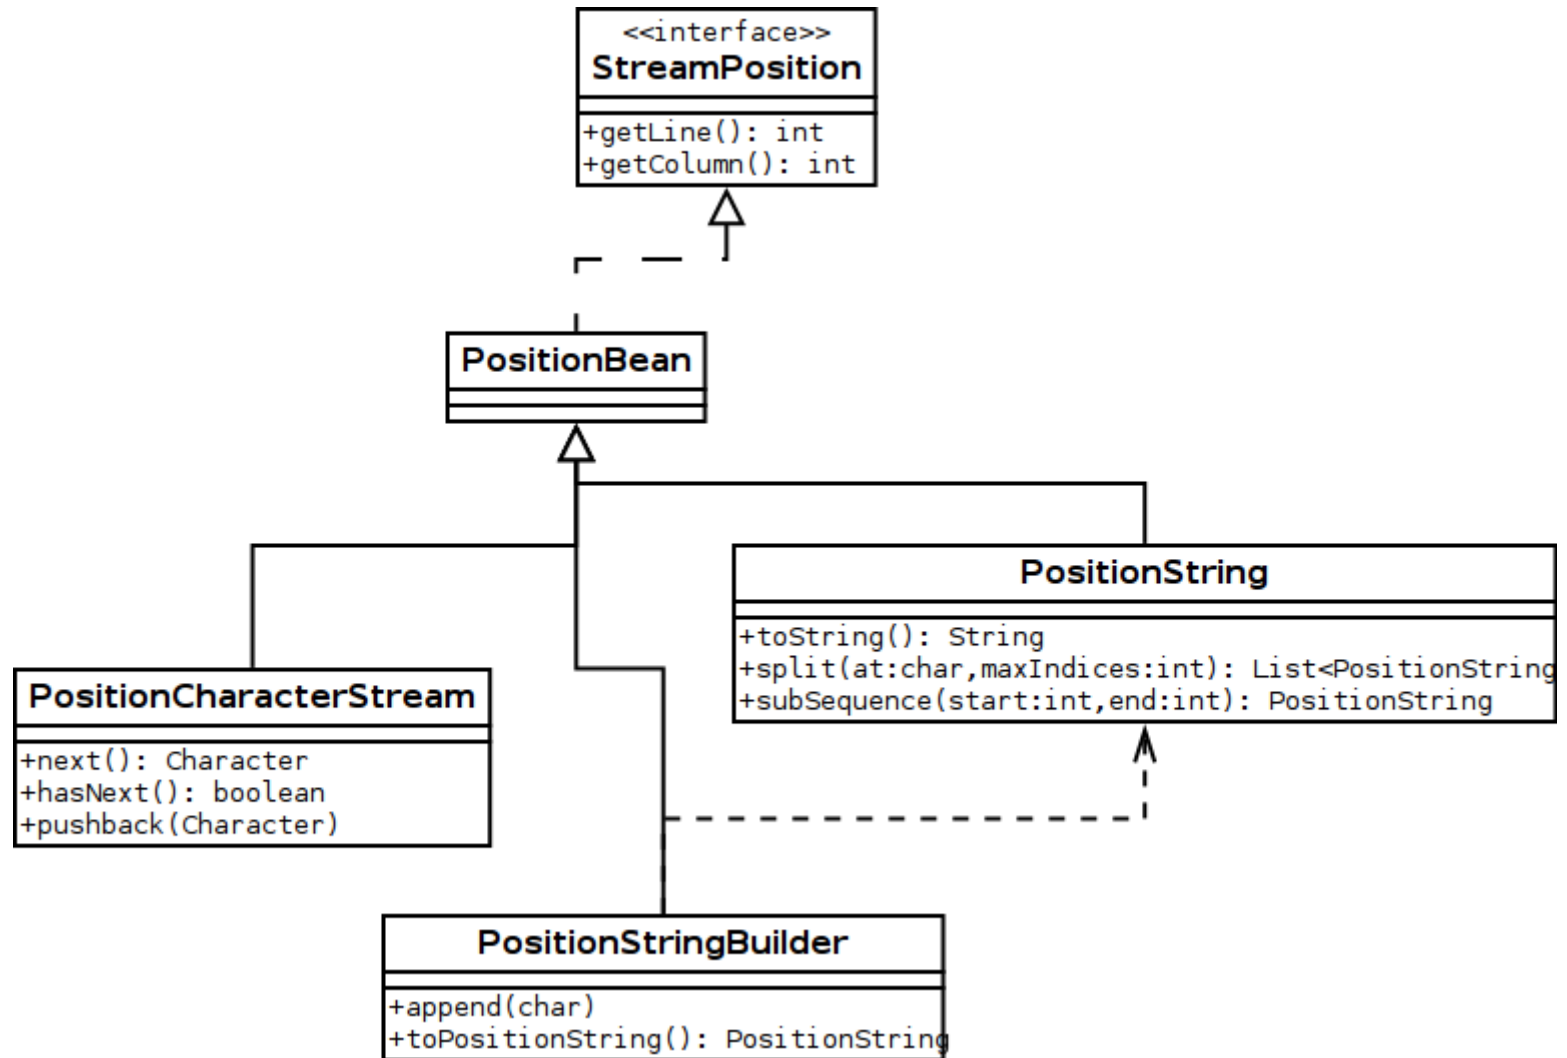 <<interface>>
StreamPosition
+getLine(): int
+getColumn(): int
PositionBean
PositionString
+toString(): String
+split(at:char,maxIndices:int): List<PositionString
+subSequence(start:int,end:int): PositionString
PositionCharacterStream
+next(): Character
+hasNext(): boolean
+pushback(Character)
PositionStringBuilder
+append(char)
+toPositionString(): PositionString